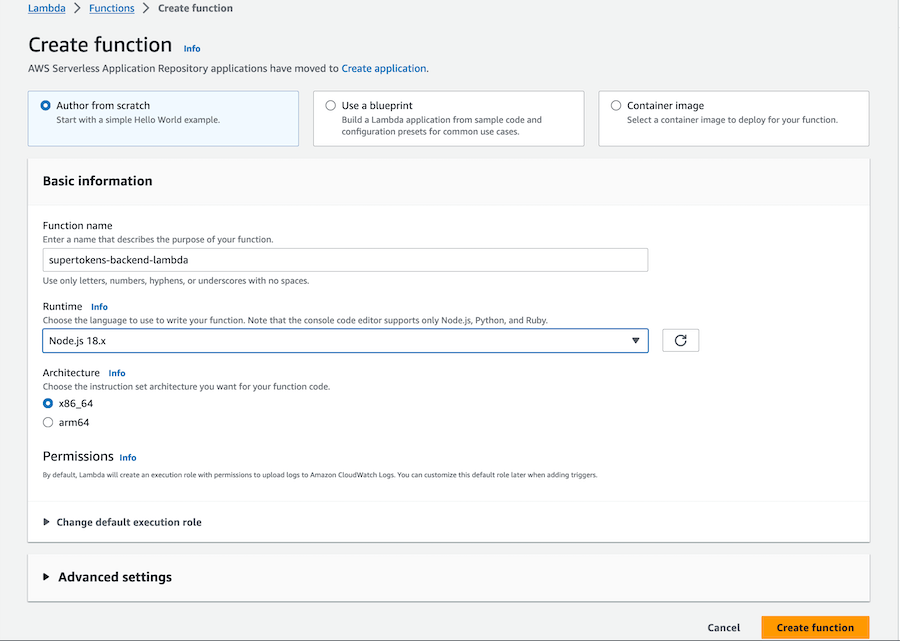 Lambda > Functions > Create function
Create function Info
AWS Serverless Application Repository applications have moved to Create application.
Author from scratch
Start with a simple Hello World example.
Use a blueprint
Build a Lambda application from sample code and
configuration presets for common use cases.
Container image
Select a container image to deploy for your function.
Basic information
Function name
Enter a name that describes the purpose of your function.
supertokens-backend-lambda
Use only letters, numbers, hyphens, or underscores with no spaces.
Runtime Info
Choose the language to use to write your function. Note that the console code editor supports only Node.js, Python, and Ruby.
Node.js 18.x
Architecture Info
Choose the instruction set architecture you want for your function code.
x86_64
arm64
Permissions Info
By default, Lambda will create an execution role with permissions to upload logs to Amazon CloudWatch Logs. You can customize this default role later when adding triggers.
Change default execution role
Advanced settings
Cancel
Create function